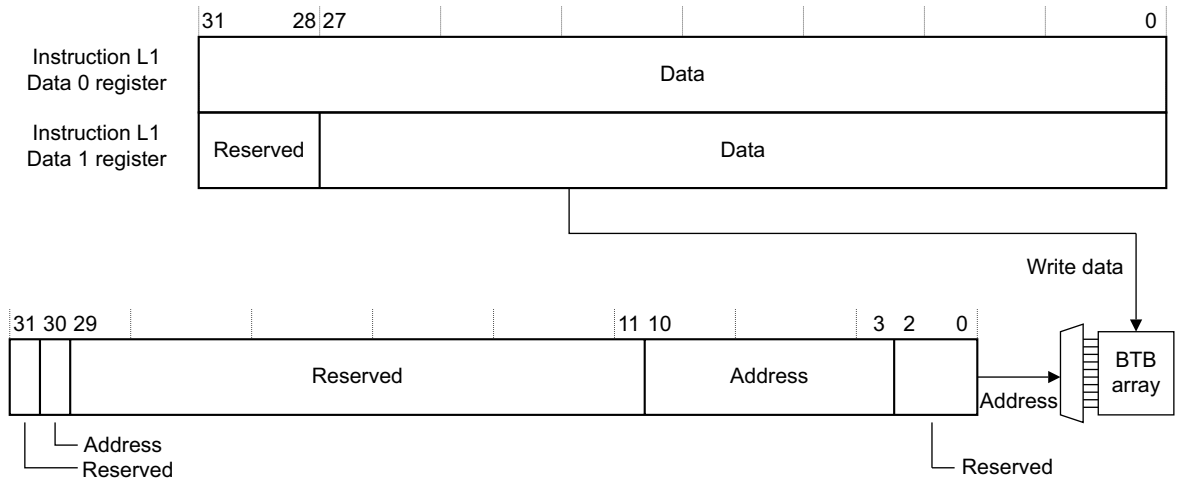 31 28 27 0
Instruction L1
Data 0 register
Data
Instruction L1
Data 1 register
Reserved
Data
Write data
31 30 29 11 10 3 2 0
Reserved
Address
BTB
array
Address
Address
Reserved
Reserved